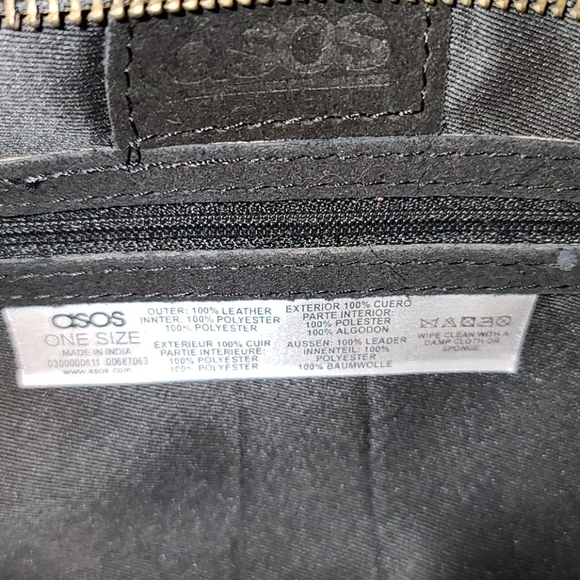 asos
asos
ONE SIZE
MADE IN INDIA
0300000811 00687063
www.asos.com
OUTER: 100% LEATHER
INNTER: 100% POLYESTER
100% POLYESTER
EXTERIEUR 100% CUIR
PARTIE INTERIEURE:
100% POLYESTER
100% POLYESTER
EXTERIOR 100% CUERO
PARTE INTERIOR:
100% POLESTER
100% ALGODON
AUSSEN: 100% LEADER
INNENTEIL: 100%
POLYESTER
100% BAUMWOLLE
WIPE CLEAN WITH A
DAMP CLOTH OR
SPONGE